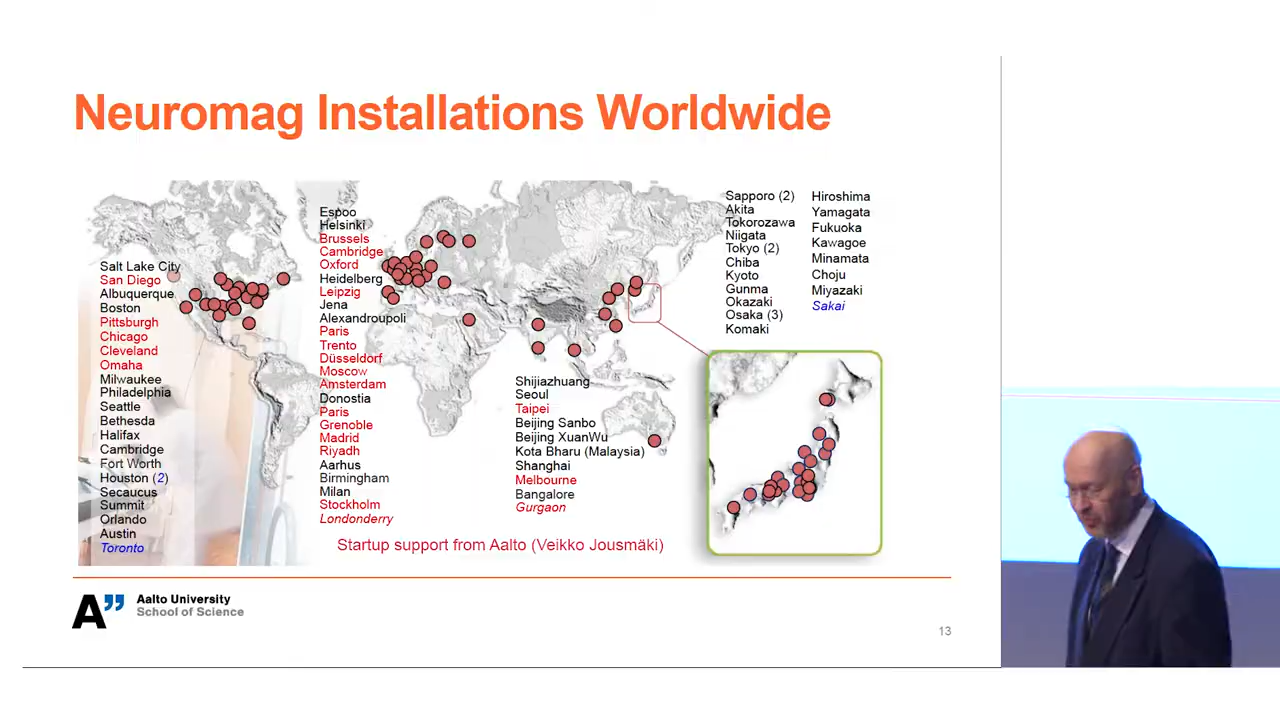 Neuromag Installations Worldwide
Salt Lake City
San Diego
Albuquerque
Boston
Pittsburgh
Chicago
Cleveland
Omaha
Milwaukee
Philadelphia
Seattle
Bethesda
Halifax
Cambridge
Fort Worth
Houston (2)
Secaucus
Summit
Orlando
Austin
Toronto
Espoo
Helsinki
Brussels
Cambridge
Oxford
Heidelberg
Leipzig
Jena
Alexandroupoli
Paris
Trento
Düsseldorf
Moscow
Amsterdam
Donostia
Paris
Grenoble
Madrid
Riyadh
Aarhus
Birmingham
Milan
Stockholm
Londonderry
Shijiazhuang
Seoul
Taipei
Beijing Sanbo
Beijing XuanWu
Kota Bharu (Malaysia)
Shanghai
Melbourne
Bangalore
Gurgaon
Sapporo (2)
Akita
Tokorozawa
Niigata
Tokyo (2)
Chiba
Kyoto
Gunma
Okazaki
Osaka (3)
Komaki
Hiroshima
Yamagata
Fukuoka
Kawagoe
Minamata
Choju
Miyazaki
Sakai
Startup support from Aalto (Veikko Jousmäki)
A”
Aalto University
School of Science
13